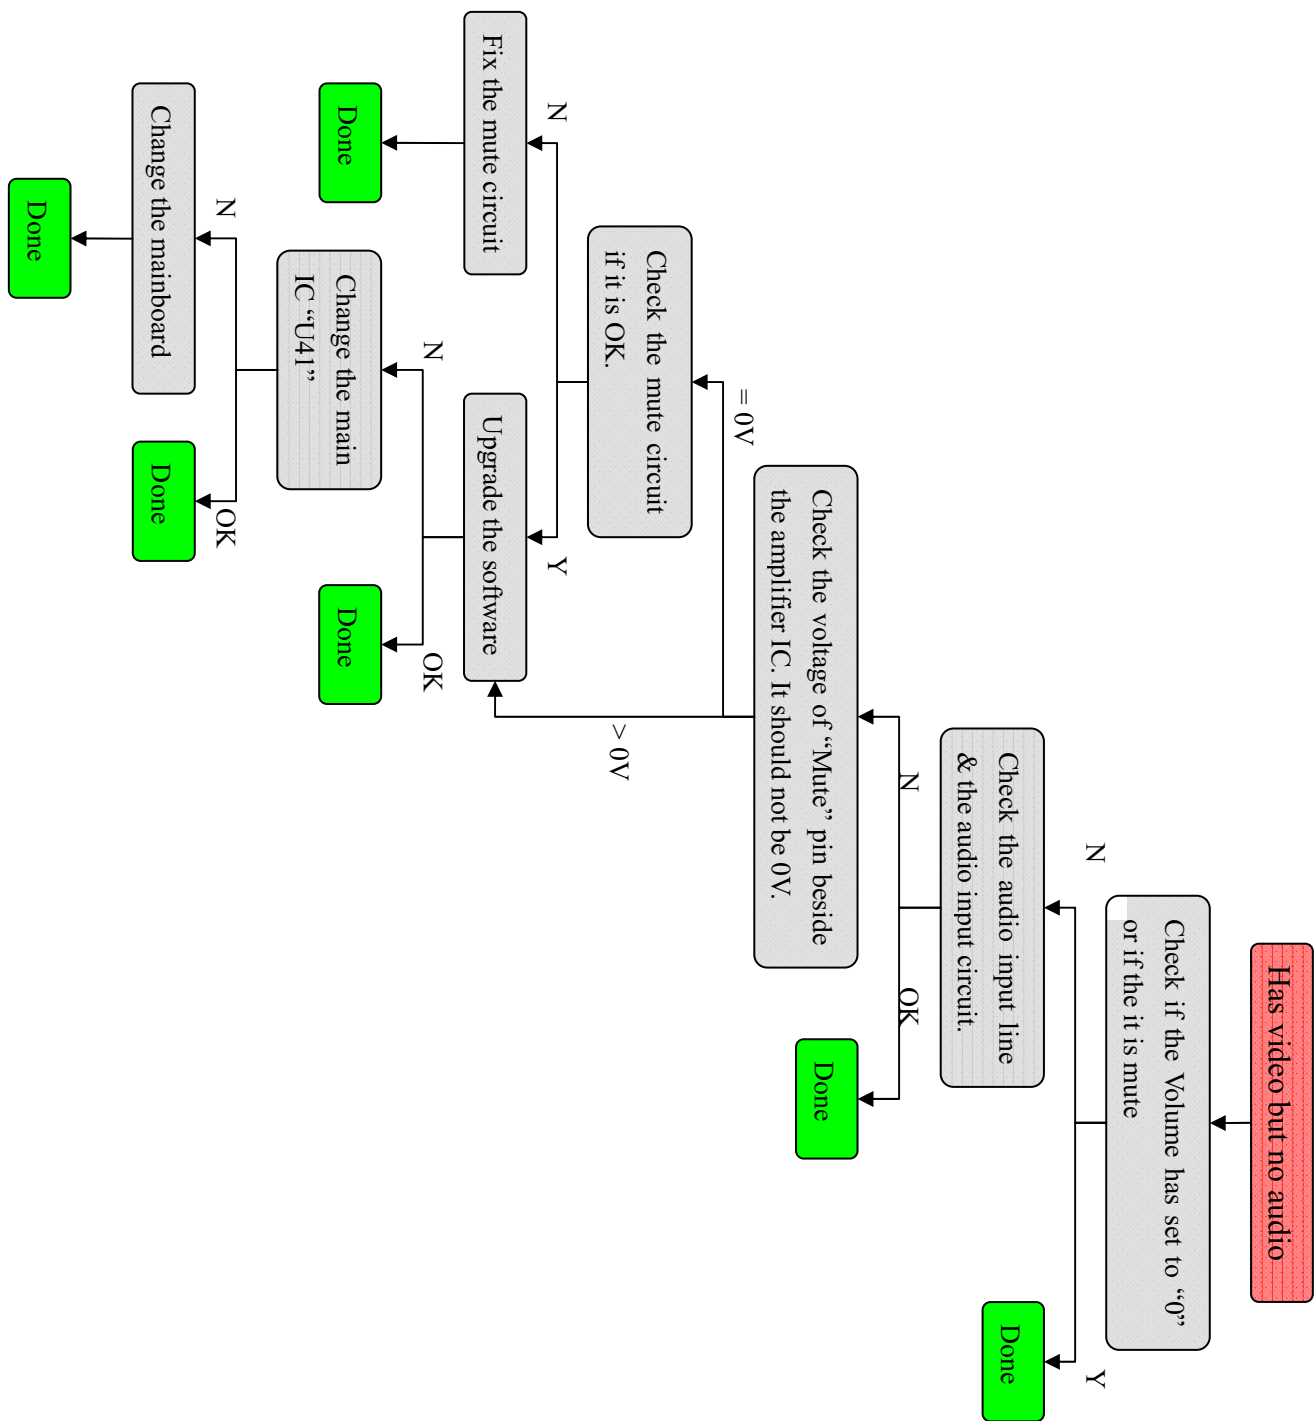 Has video but no audio
Check if the Volume has set to “0”
or if the it is mute
N
Y
Check the audio input line
& the audio input circuit.
Done
N
OK
Check the voltage of “Mute” pin beside
the amplifier IC. It should not be 0V.
Done
= 0V
> 0V
Check the mute circuit
if it is OK.
N
Y
Fix the mute circuit
Upgrade the software
N
OK
Done
Change the main
IC “U41”
Done
N
OK
Change the mainboard
Done
Done